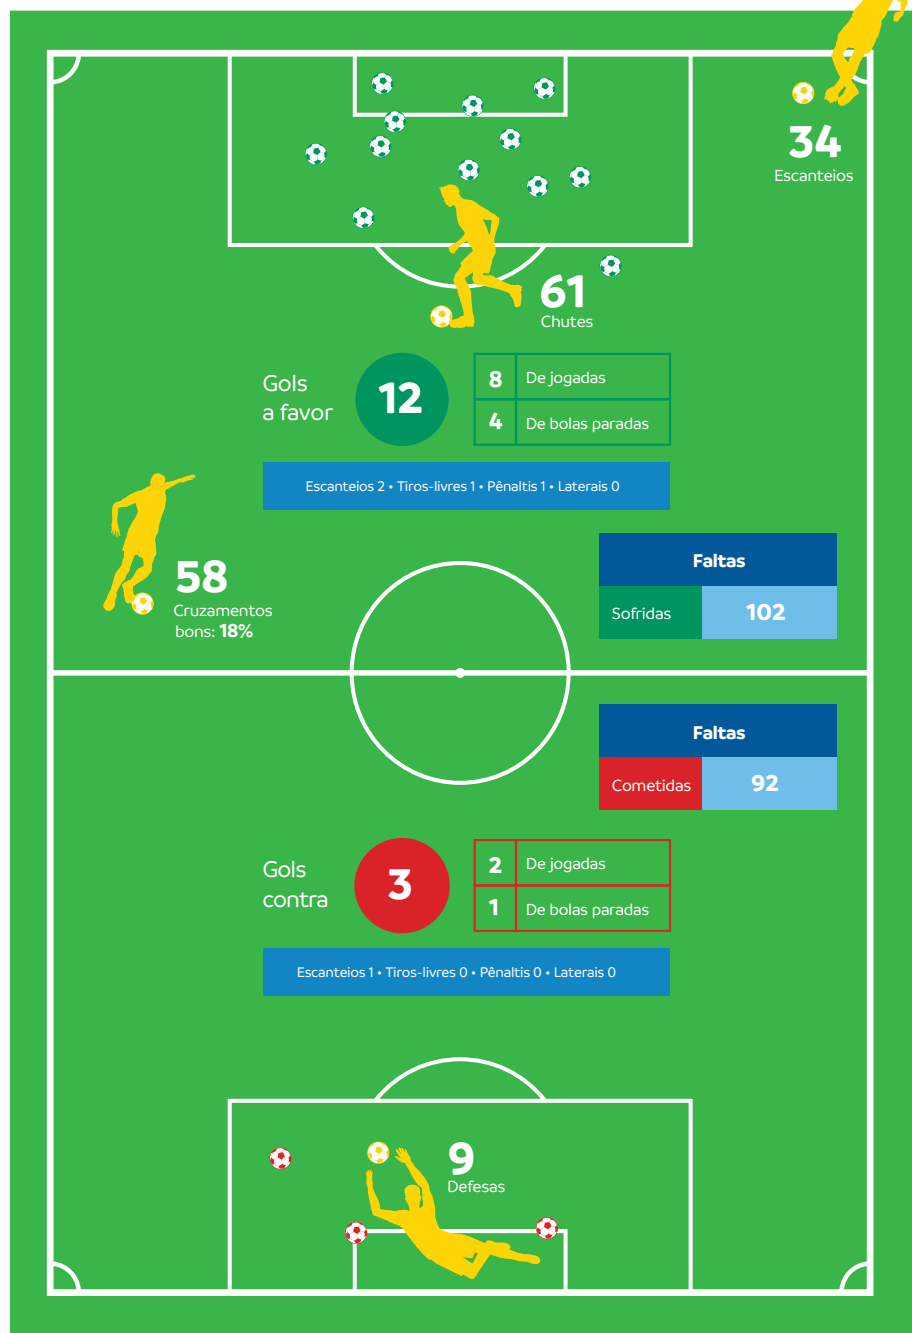 34
Escanteios
61
Chutes
Gols
a favor
12
8 De jogadas
4 De bolas paradas
Escanteios 2 • Tiros-livres 1 • Pênaltis 1 • Laterais 0
58
Cruzamentos
bons: 18%
Faltas
Sofridas 102
Faltas
Cometidas 92
Gols
contra
3
2 De jogadas
1 De bolas paradas
Escanteios 1 • Tiros-livres 0 • Pênaltis 0 • Laterais 0
9
Defesas